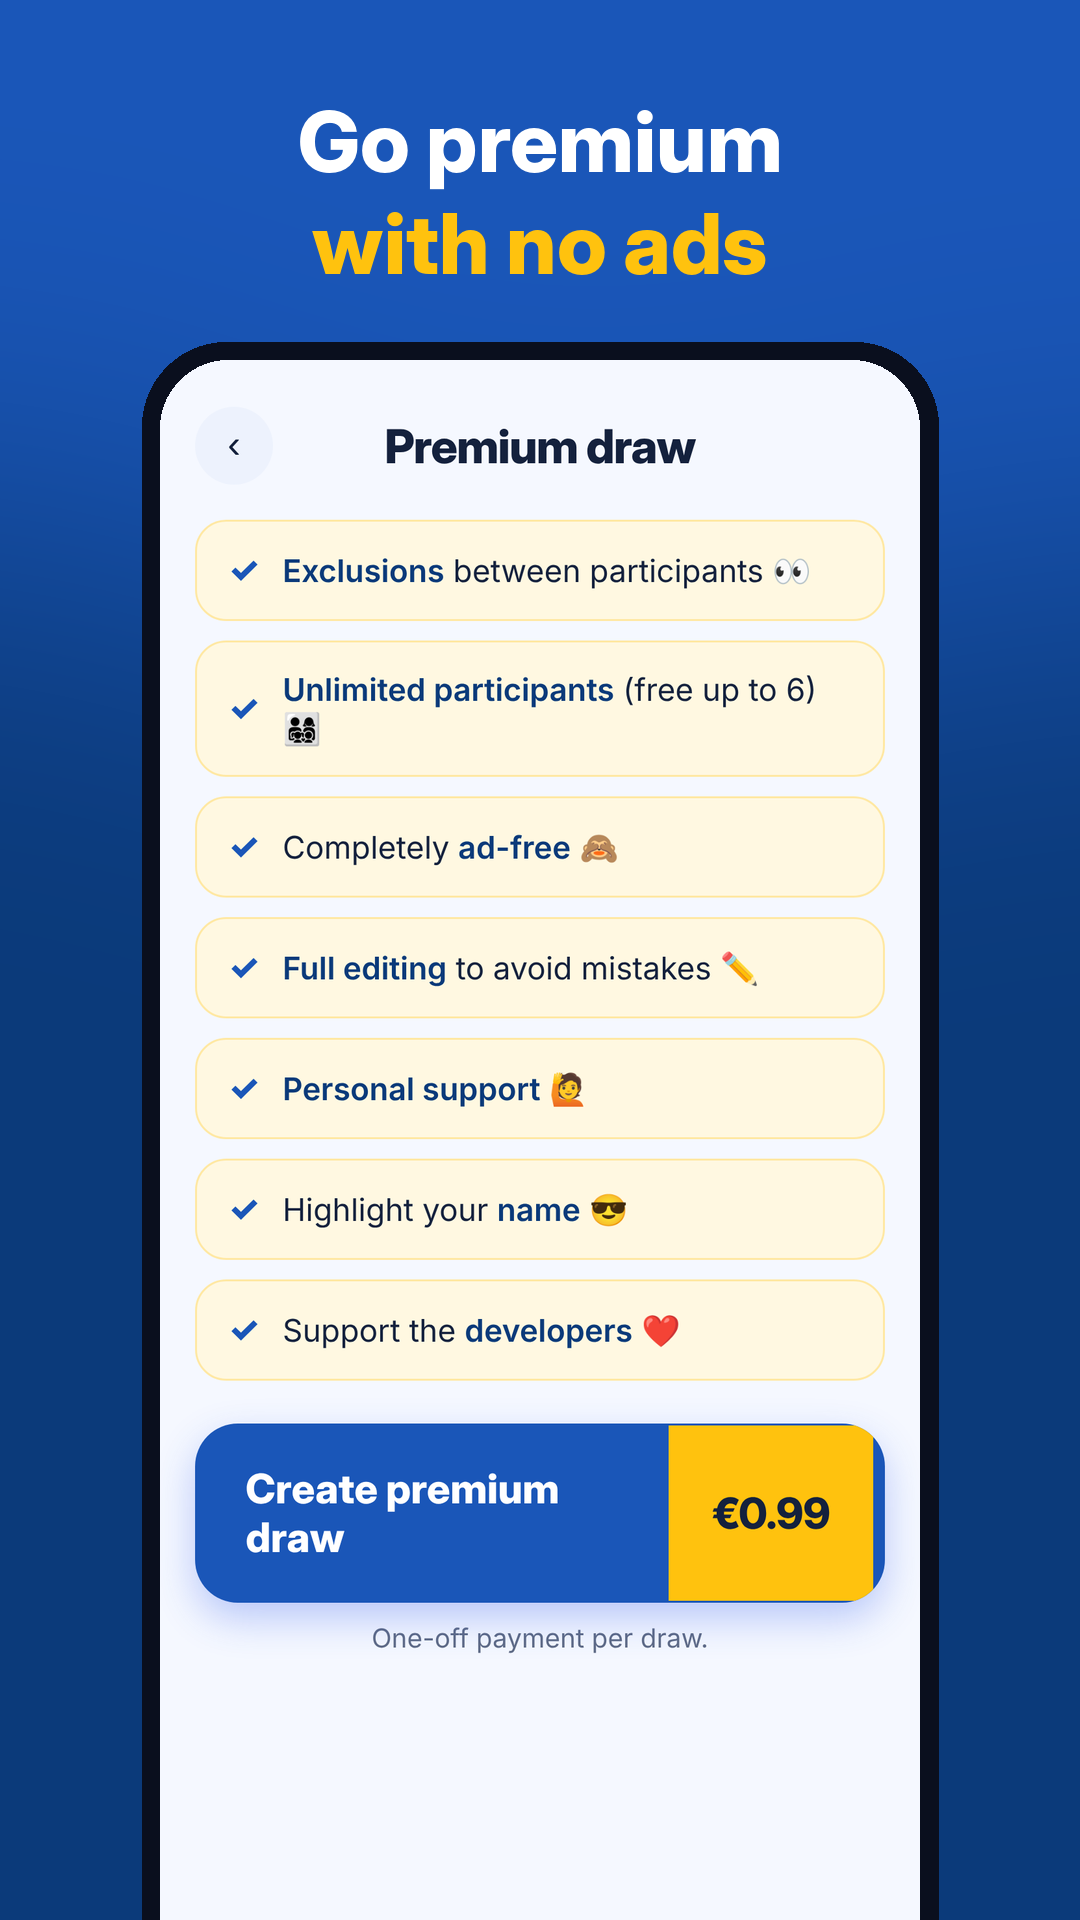 Go premium
with no ads
‹
Premium draw
Exclusions between participants 👀
Unlimited participants (free up to 6)
👨‍👩‍👧‍👦
Completely ad-free 🙈
Full editing to avoid mistakes ✏️
Personal support 🙋
Highlight your name 😎
Support the developers ❤️
Create premium
draw
€0.99
One-off payment per draw.